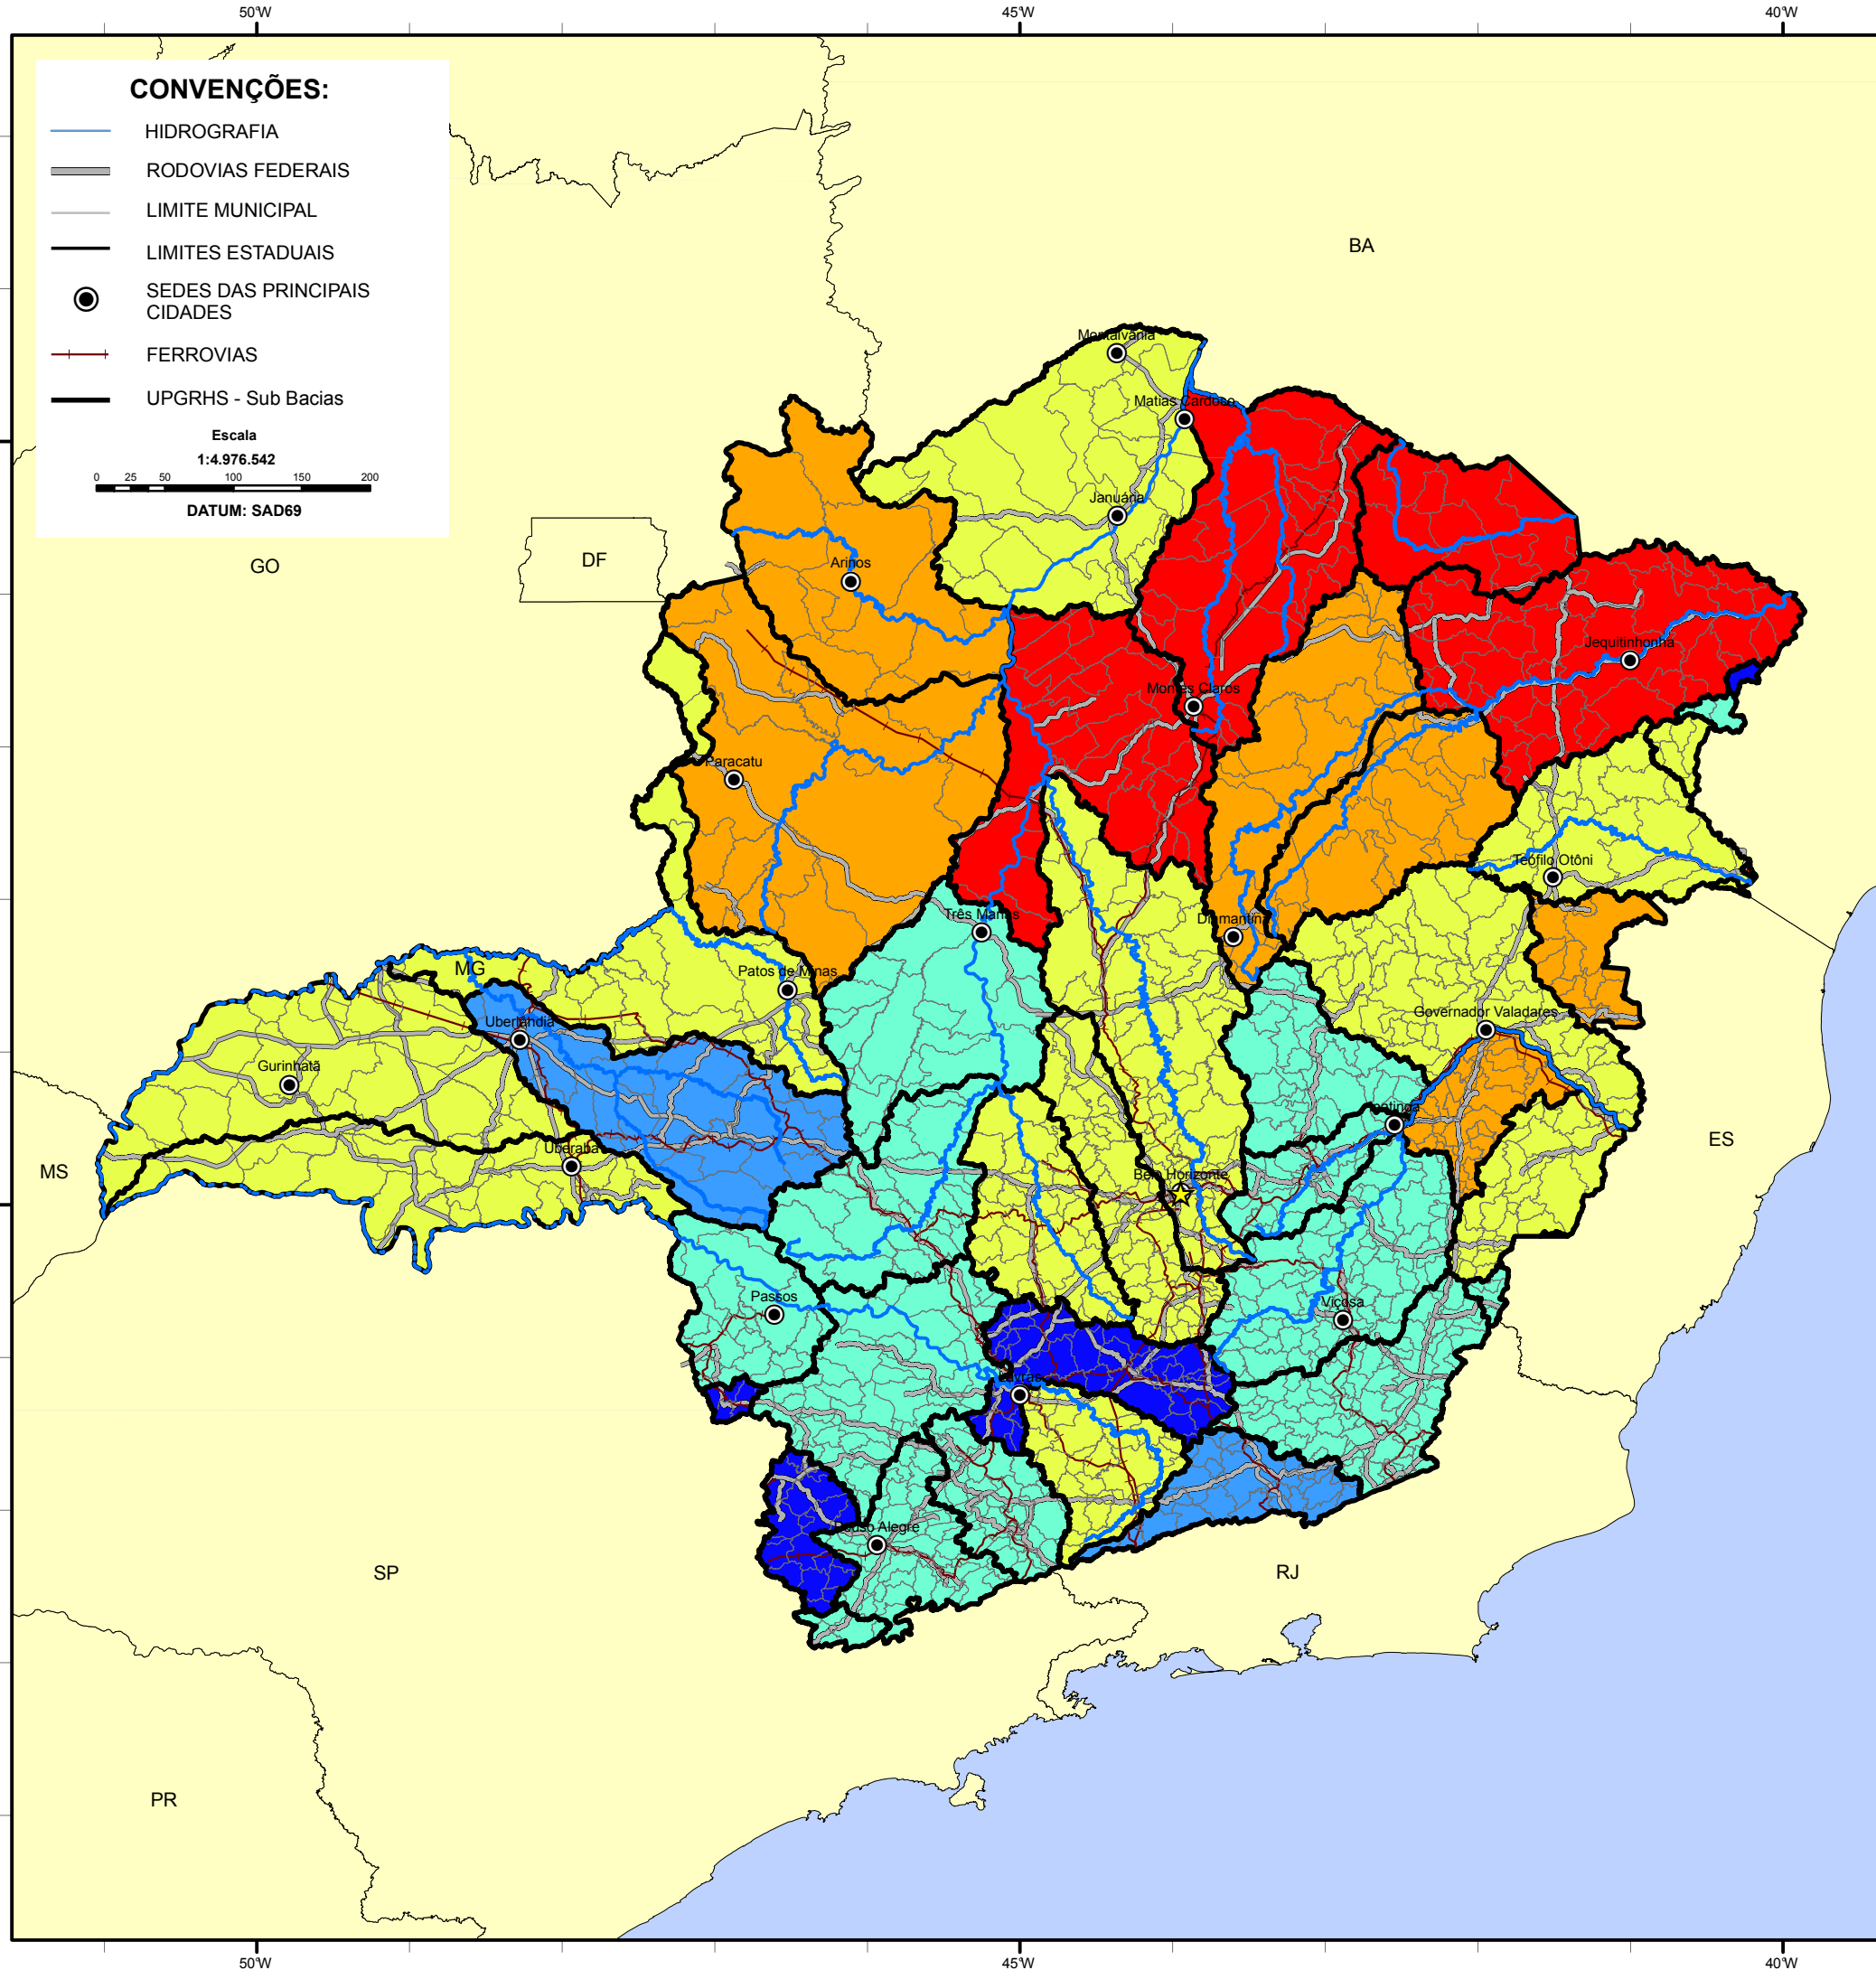 50°W
45°W
40°W
CONVENÇÕES:
HIDROGRAFIA
RODOVIAS FEDERAIS
LIMITE MUNICIPAL
LIMITES ESTADUAIS
SEDES DAS PRINCIPAIS
CIDADES
FERROVIAS
UPGRHS - Sub Bacias
Escala
1:4.976.542
0 25 50 100 150 200
DATUM: SAD69
BA
Montalvânia
Matias Cardoso
Januária
GO
DF
Arinos
Jequitinhonha
Montes Claros
Paracatu
Teófilo Otôni
Três Marias
Diamantina
MG
Patos de Minas
Uberlândia
Governador Valadares
Gurinhatã
Ipatinga
ES
MS
Uberaba
Belo Horizonte
Passos
Viçosa
Lavras
Pouso Alegre
SP
RJ
PR
50°W
45°W
40°W